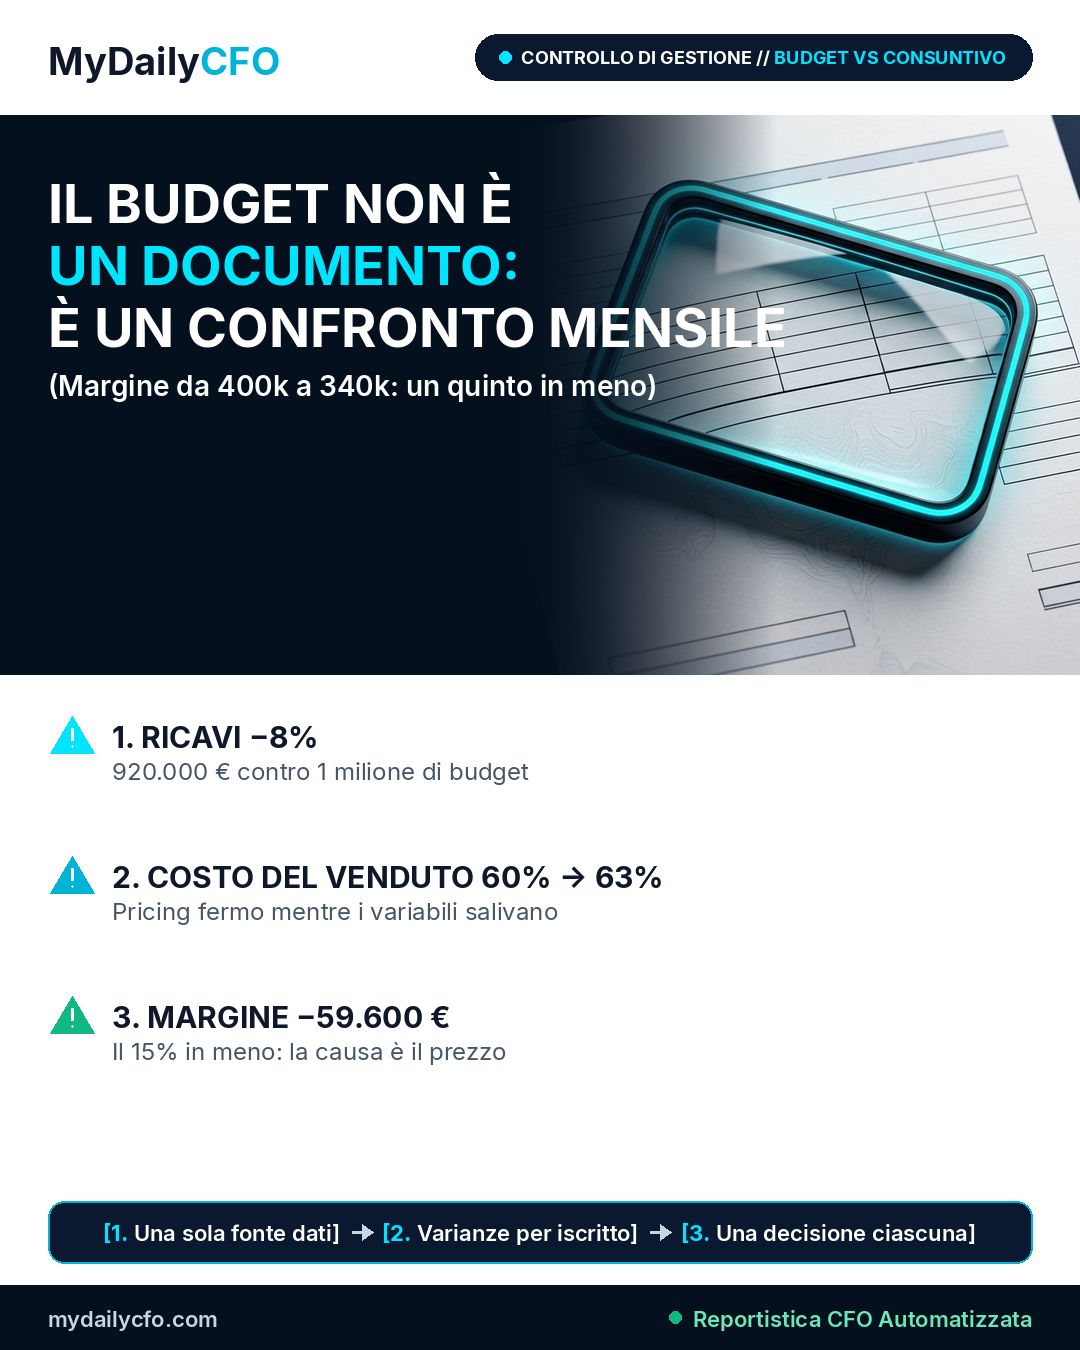 MyDailyCFO
CONTROLLO DI GESTIONE // BUDGET VS CONSUNTIVO
IL BUDGET NON È
UN DOCUMENTO:
È UN CONFRONTO MENSILE
(Margine da 400k a 340k: un quinto in meno)
1. RICAVI −8%
920.000 € contro 1 milione di budget
2. COSTO DEL VENDUTO 60% → 63%
Pricing fermo mentre i variabili salivano
3. MARGINE −59.600 €
Il 15% in meno: la causa è il prezzo
[1. Una sola fonte dati] → [2. Varianze per iscritto] → [3. Una decisione ciascuna]
mydailycfo.com
Reportistica CFO Automatizzata